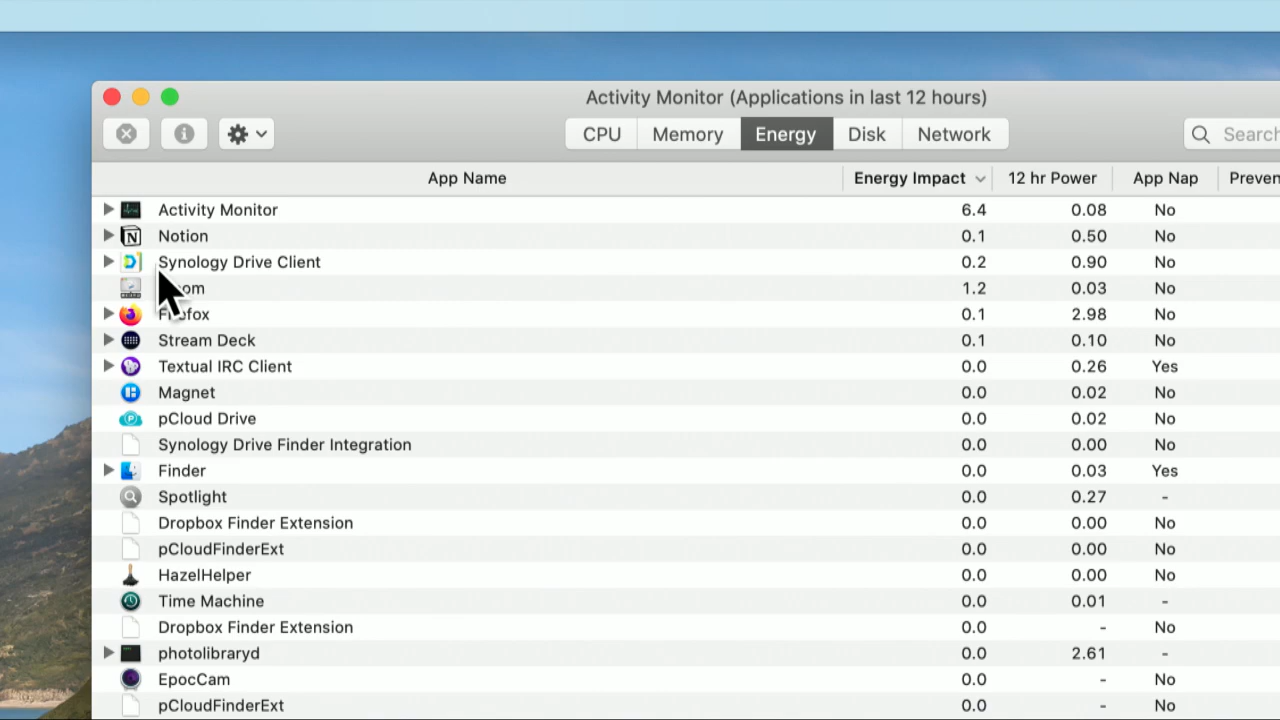 Activity Monitor (Applications in last 12 hours)
CPU Memory Energy Disk Network Search
App Name Energy Impact 12 hr Power App Nap
Activity Monitor 6.4 0.08 No
Notion 0.1 0.50 No
Synology Drive Client 0.2 0.90 No
1.2 0.03 No
Firefox 0.1 2.98 No
Stream Deck 0.1 0.10 No
Textual IRC Client 0.0 0.26 Yes
Magnet 0.0 0.02 No
pCloud Drive 0.0 0.02 No
Synology Drive Finder Integration 0.0 0.00 No
Finder 0.0 0.03 Yes
Spotlight 0.0 0.27 -
Dropbox Finder Extension 0.0 0.00 No
pCloudFinderExt 0.0 0.00 No
HazelHelper 0.0 0.00 No
Time Machine 0.0 0.01 -
Dropbox Finder Extension 0.0 - No
photolibraryd 0.0 2.61 -
EpocCam 0.0 - No
pCloudFinderExt 0.0 - No